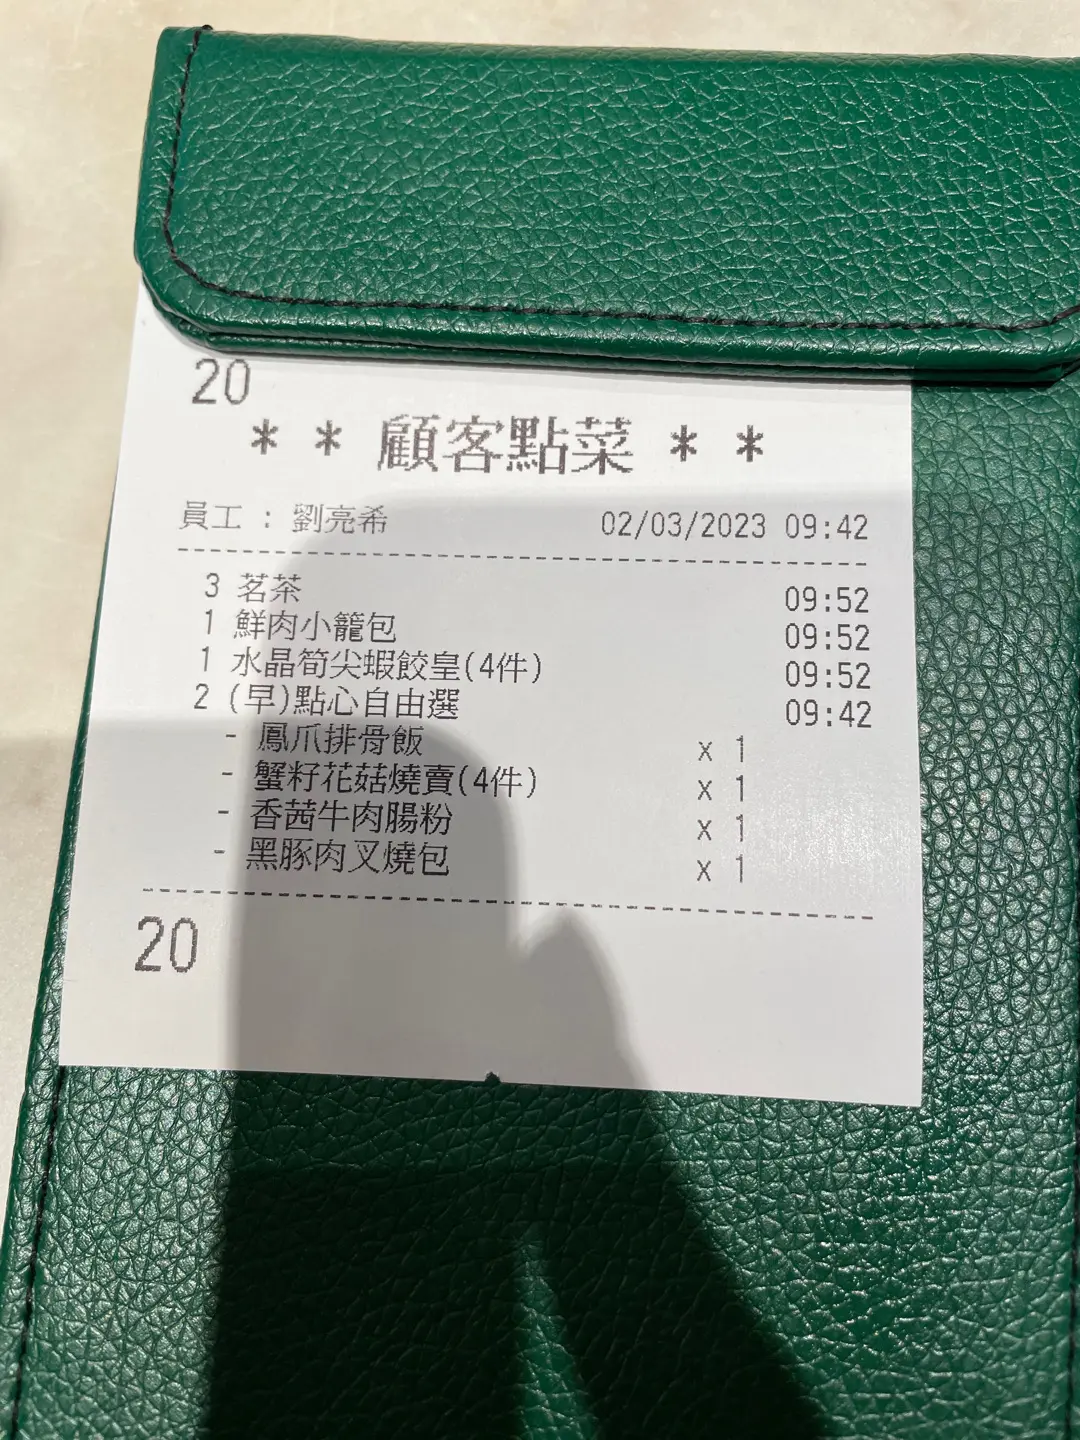 20
* * 顧客點菜 * *
員工 : 劉亮希 02/03/2023 09:42
3 茗茶 09:52
1 鮮肉小籠包 09:52
1 水晶筍尖蝦餃皇(4件) 09:52
2 (早)點心自由選 09:42
- 鳳爪排骨飯 x 1
- 蟹籽花菇燒賣(4件) x 1
- 香茜牛肉腸粉 x 1
- 黑豚肉叉燒包 x 1
20